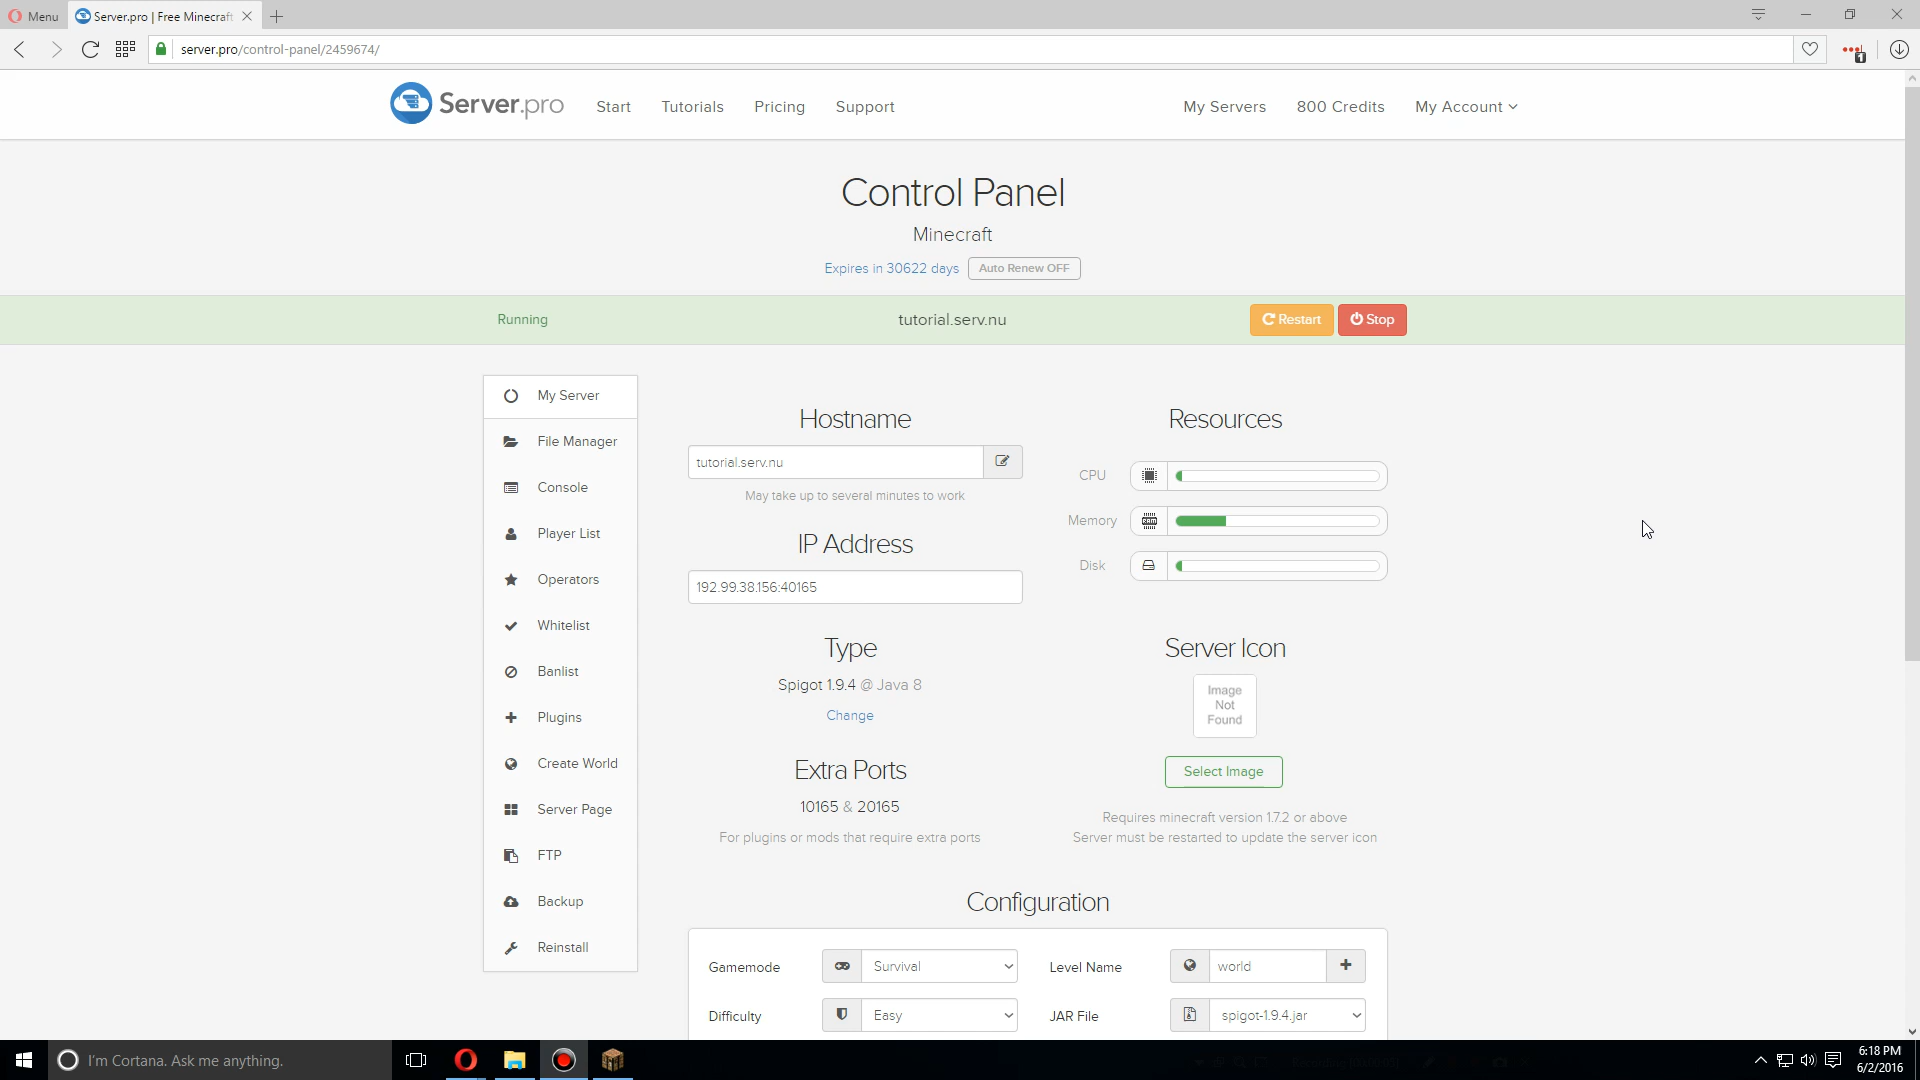 Menu
Server.pro | Free Minecraft
server.pro/control-panel/2459674/
1
Server.pro
Start
Tutorials
Pricing
Support
My Servers
800 Credits
My Account
Control Panel
Minecraft
Expires in 30622 days
Auto Renew OFF
Running
tutorial.serv.nu
Restart
Stop
My Server
File Manager
Console
Player List
Operators
Whitelist
Banlist
Plugins
Create World
Server Page
FTP
Backup
Reinstall
Hostname
tutorial.serv.nu
May take up to several minutes to work
IP Address
192.99.38.156:40165
Type
Spigot 1.9.4 @ Java 8
Change
Extra Ports
10165 & 20165
For plugins or mods that require extra ports
Resources
CPU
Memory
Disk
Server Icon
Image
Not
Found
Select Image
Requires minecraft version 1.7.2 or above
Server must be restarted to update the server icon
Configuration
Gamemode
Survival
Level Name
world
Difficulty
Easy
JAR File
spigot-1.9.4.jar
I'm Cortana. Ask me anything.
6:18 PM
6/2/2016